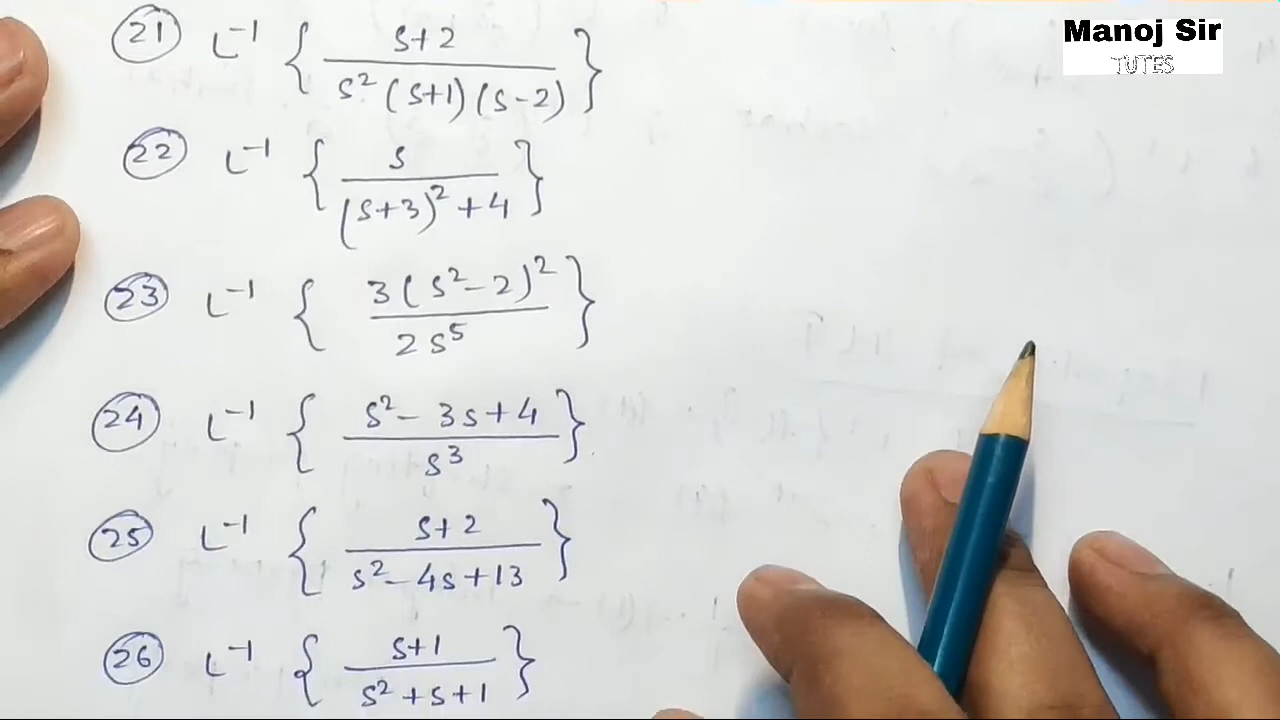 Manoj Sir
TUTES
(21) L⁻¹ { s+2 / s²(s+1)(s-2) }
(22) L⁻¹ { s / (s+3)²+4 }
(23) L⁻¹ { 3(s²-2)² / 2s⁵ }
(24) L⁻¹ { s²-3s+4 / s³ }
(25) L⁻¹ { s+2 / s²-4s+13 }
(26) L⁻¹ { s+1 / s²+s+1 }